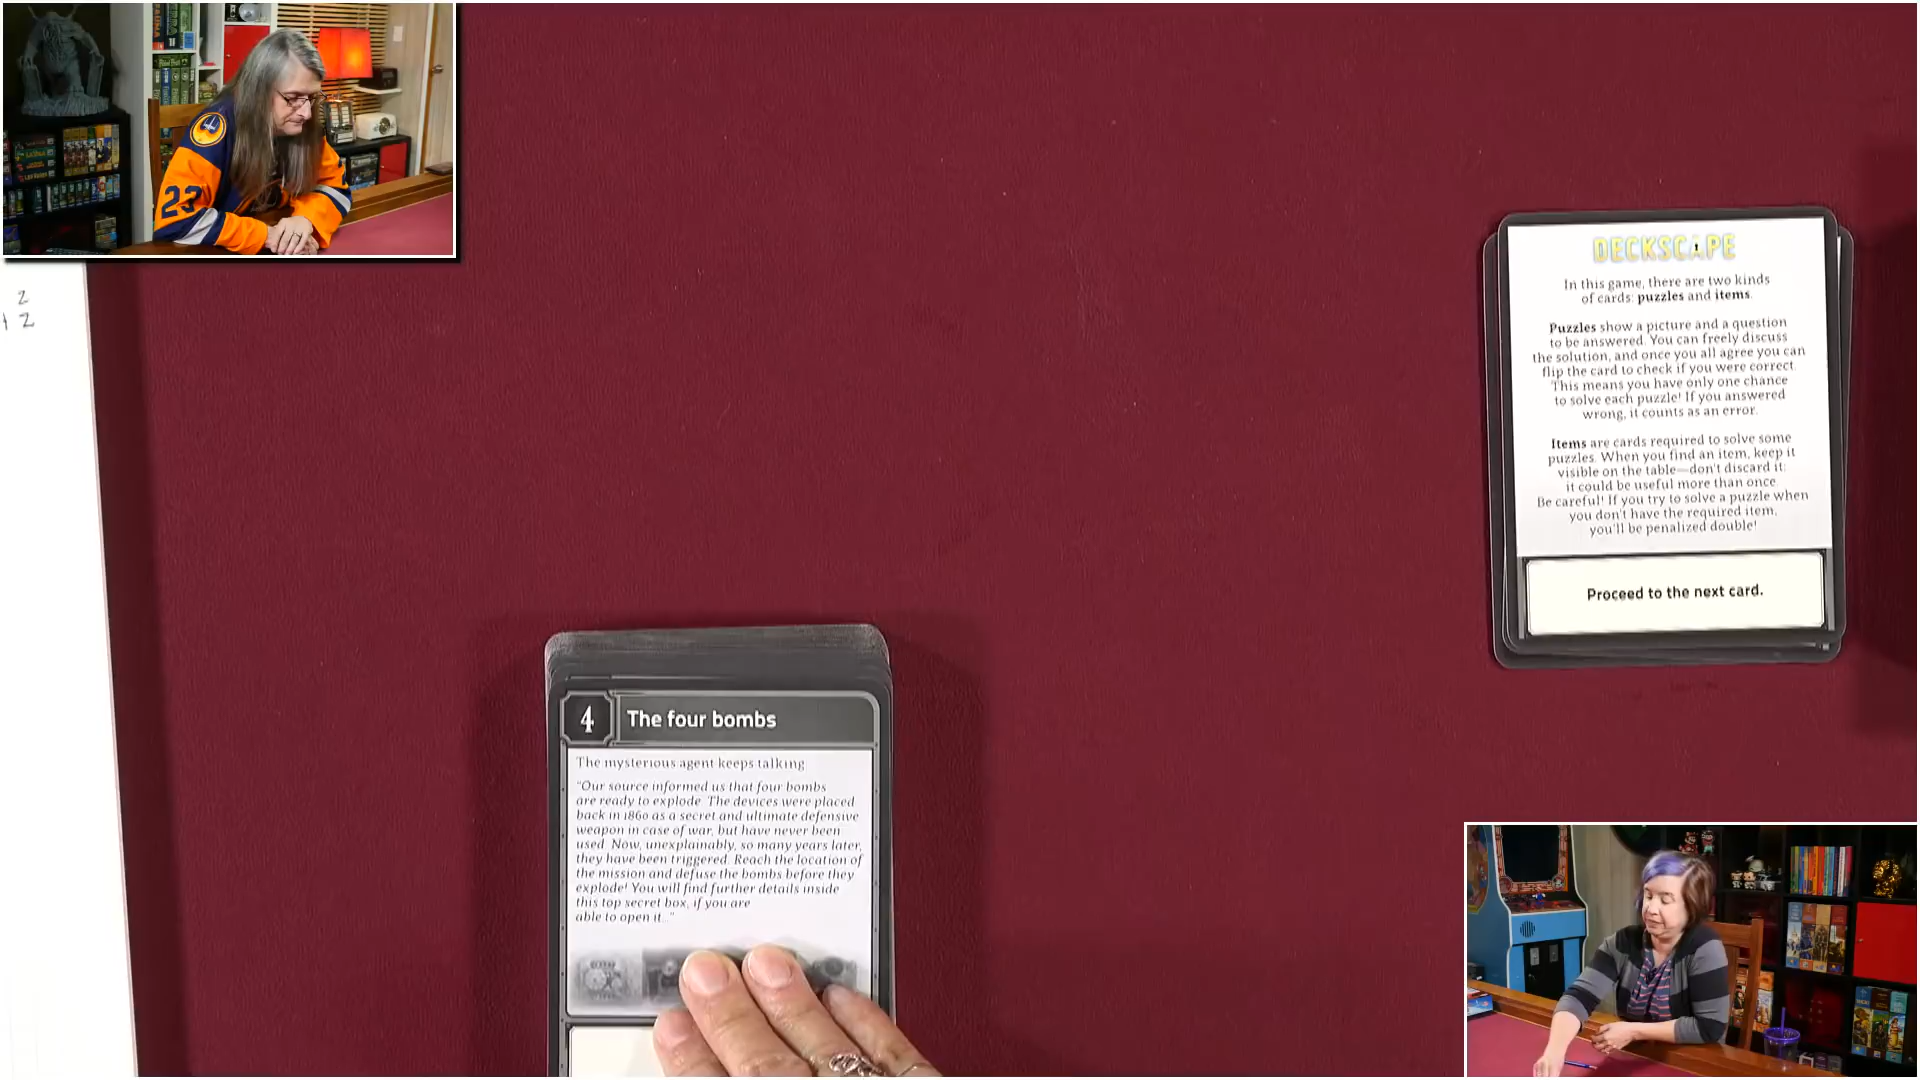 23
2
2
DECKSCAPE
In this game, there are two kinds
of cards: puzzles and items.
Puzzles show a picture and a question
to be answered. You can freely discuss
the solution, and once you all agree you can
flip the card to check if you were correct.
This means you have only one chance
to solve each puzzle! If you answered
wrong, it counts as an error.
Items are cards required to solve some
puzzles. When you find an item, keep it
visible on the table—don't discard it:
it could be useful more than once.
Be careful! If you try to solve a puzzle when
you don't have the required item,
you'll be penalized double!
Proceed to the next card.
4 The four bombs
The mysterious agent keeps talking
"Our source informed us that four bombs
are ready to explode. The devices were placed
back in 1860 as a secret and ultimate defensive
weapon in case of war, but have never been
used. Now, unexplainably, so many years later,
they have been triggered. Reach the location of
the mission and defuse the bombs before they
explode! You will find further details inside
this top secret box, if you are
able to open it..."